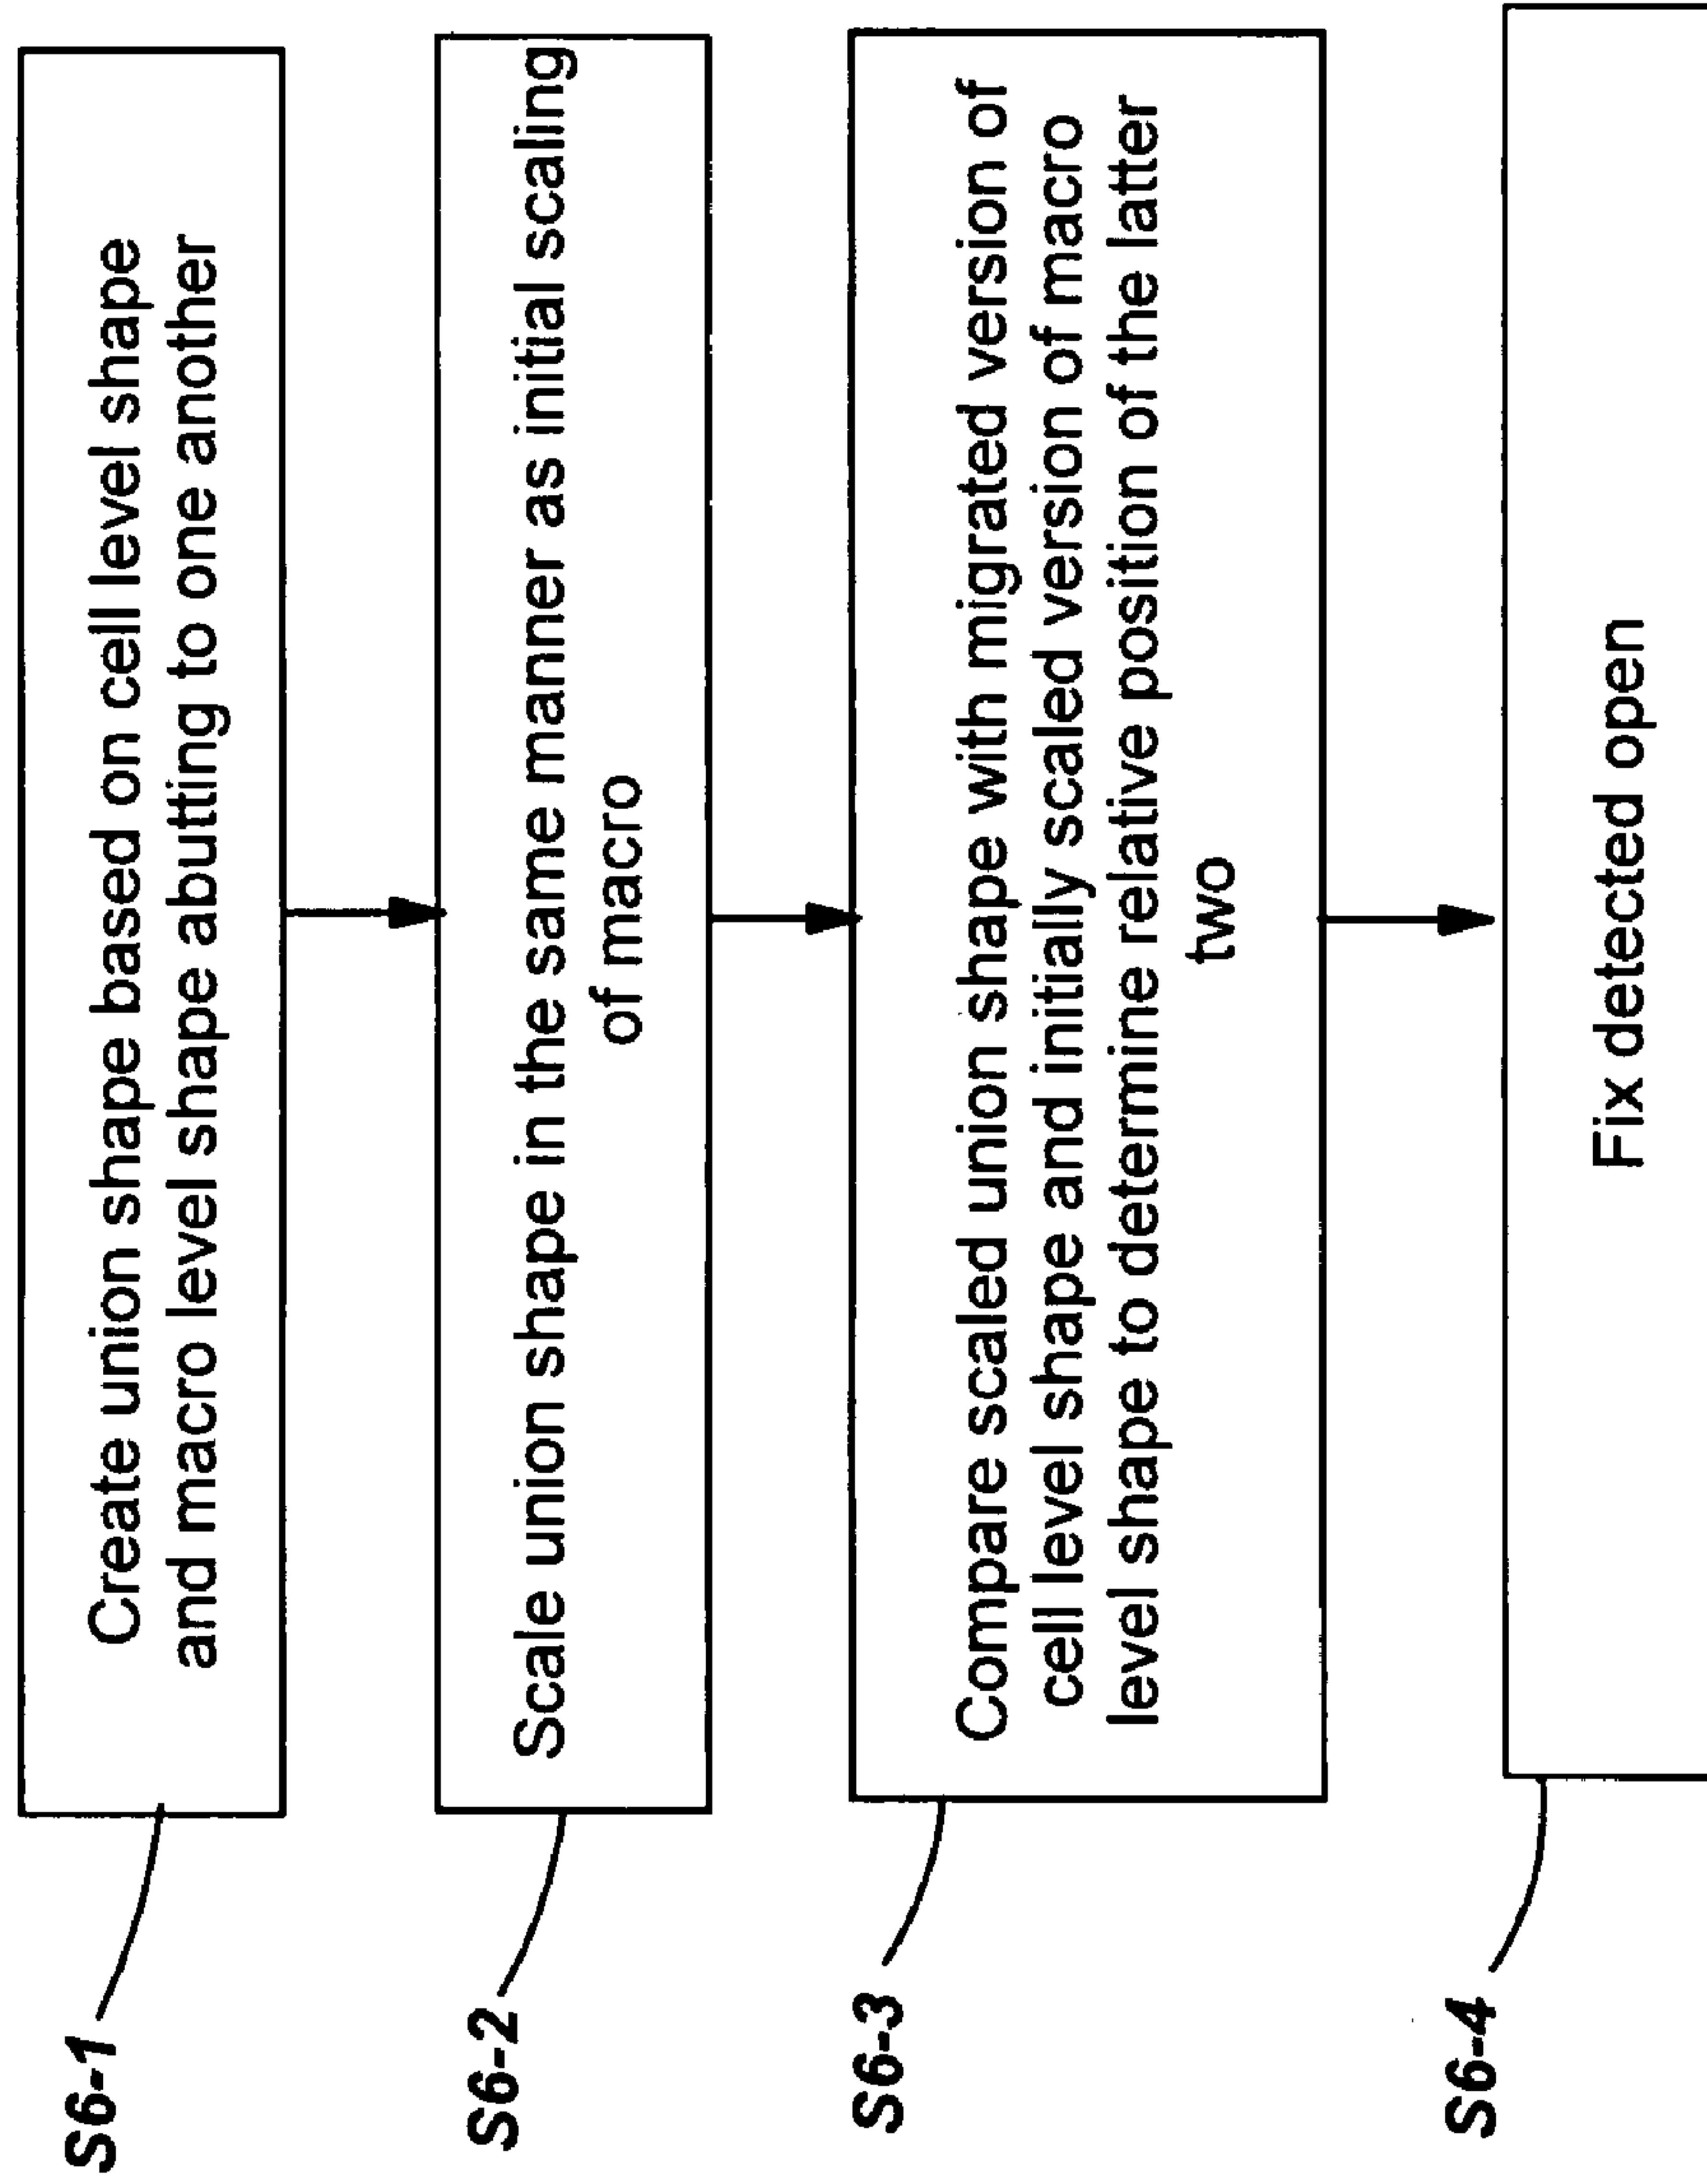 S6-1
Create union shape based on cell level shape
and macro level shape abutting to one another
S6-2
Scale union shape in the same manner as initial scaling
of macro
S6-3
Compare scaled union shape with migrated version of
cell level shape and initially scaled version of macro
level shape to determine relative position of the latter
two
S6-4
Fix detected open